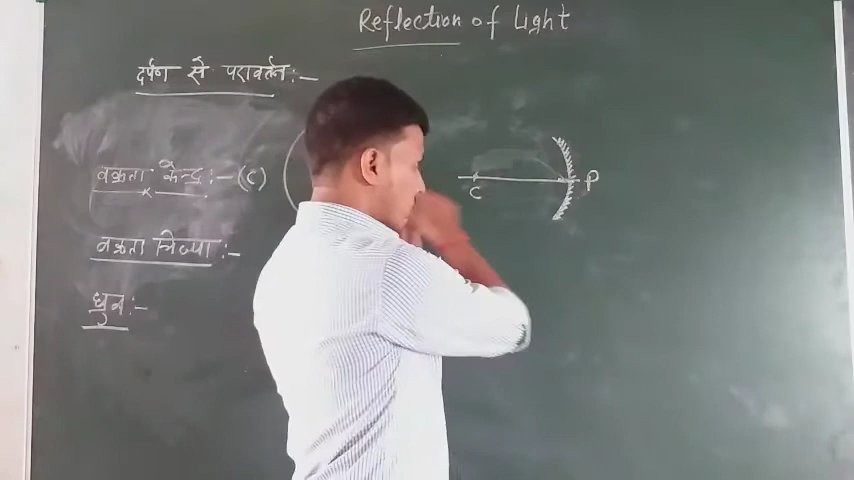 Reflection of Light
दर्पण से परावर्तन :-
वक्रता केन्द्र :- (C)
C
P
वक्रता त्रिज्या :-
ध्रुव :-